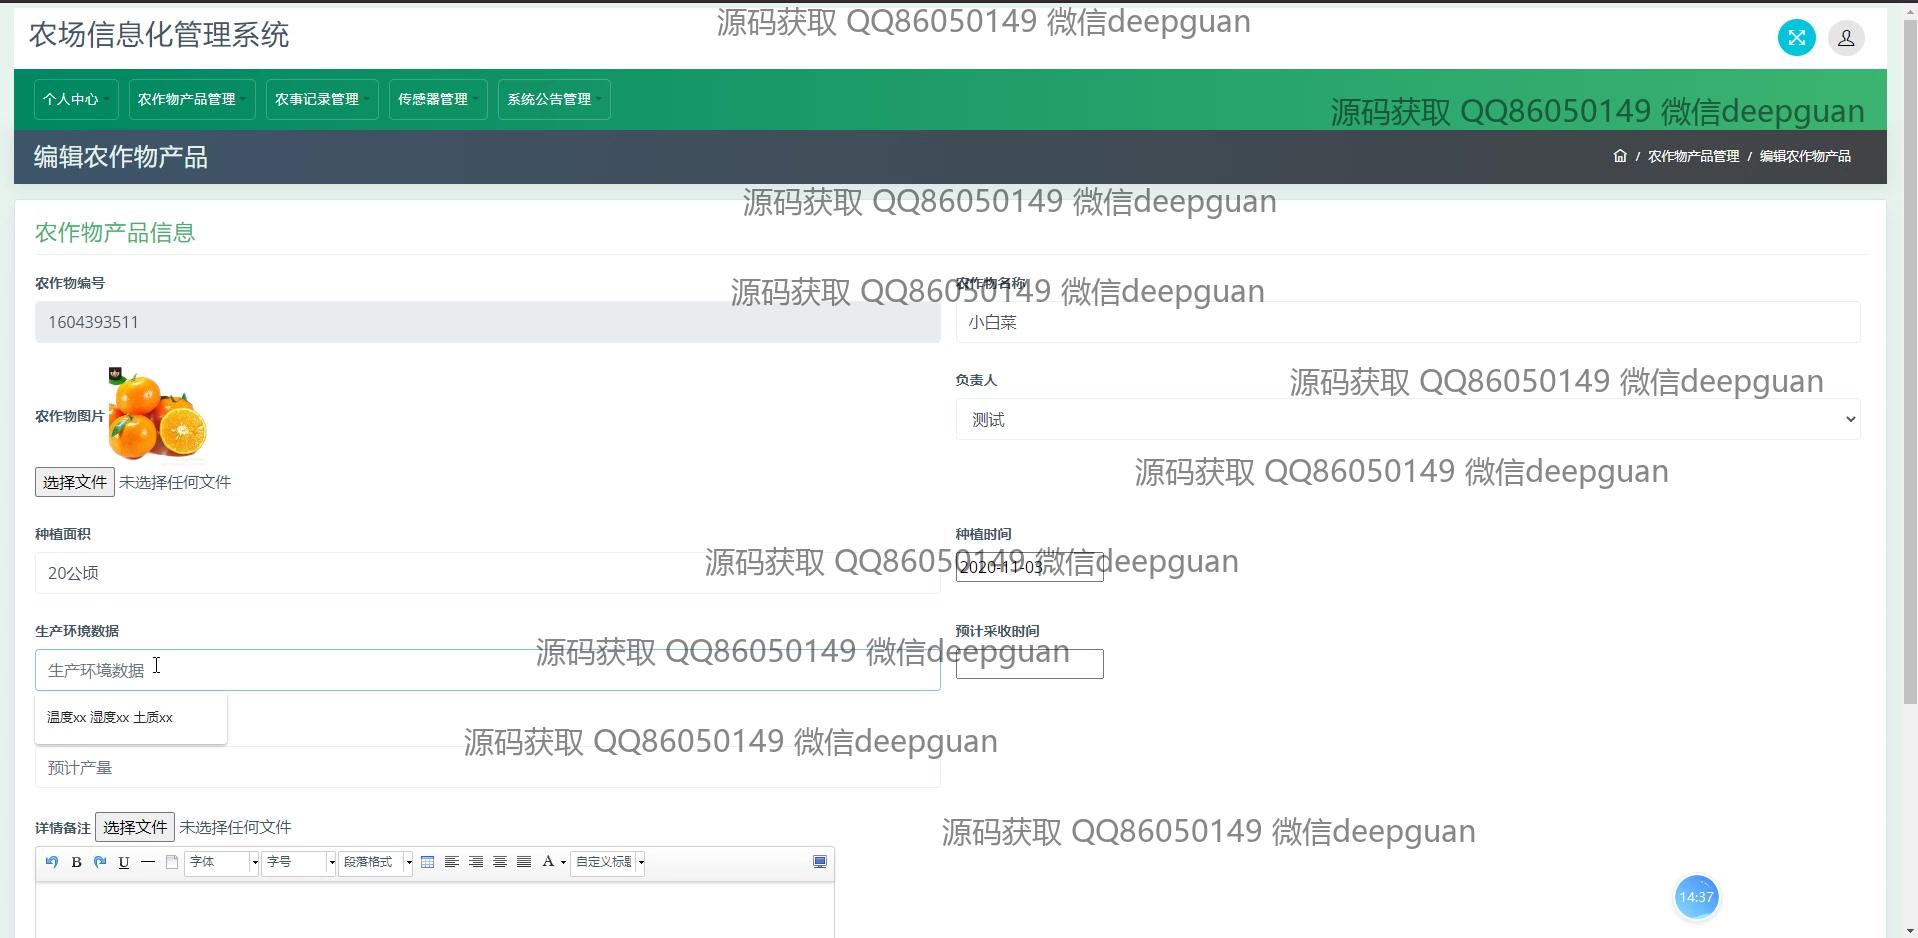 农场信息化管理系统
源码获取 QQ86050149 微信deepguan
个人中心 农作物产品管理 农事记录管理 传感器管理 系统公告管理
源码获取 QQ86050149 微信deepguan
编辑农作物产品
/ 农作物产品管理 / 编辑农作物产品
源码获取 QQ86050149 微信deepguan
农作物产品信息
农作物编号
农作物名称
源码获取 QQ86050149 微信deepguan
1604393511
小白菜
负责人
源码获取 QQ86050149 微信deepguan
农作物图片
测试
源码获取 QQ86050149 微信deepguan
选择文件 未选择任何文件
种植面积
种植时间
源码获取 QQ86050149 微信deepguan
20公顷
2020-11-03
生产环境数据
预计采收时间
源码获取 QQ86050149 微信deepguan
生产环境数据
温度xx 湿度xx 土质xx
源码获取 QQ86050149 微信deepguan
预计产量
详情备注 选择文件 未选择任何文件
源码获取 QQ86050149 微信deepguan
B U 字体 字号 段落格式 A 自定义标题
14:37